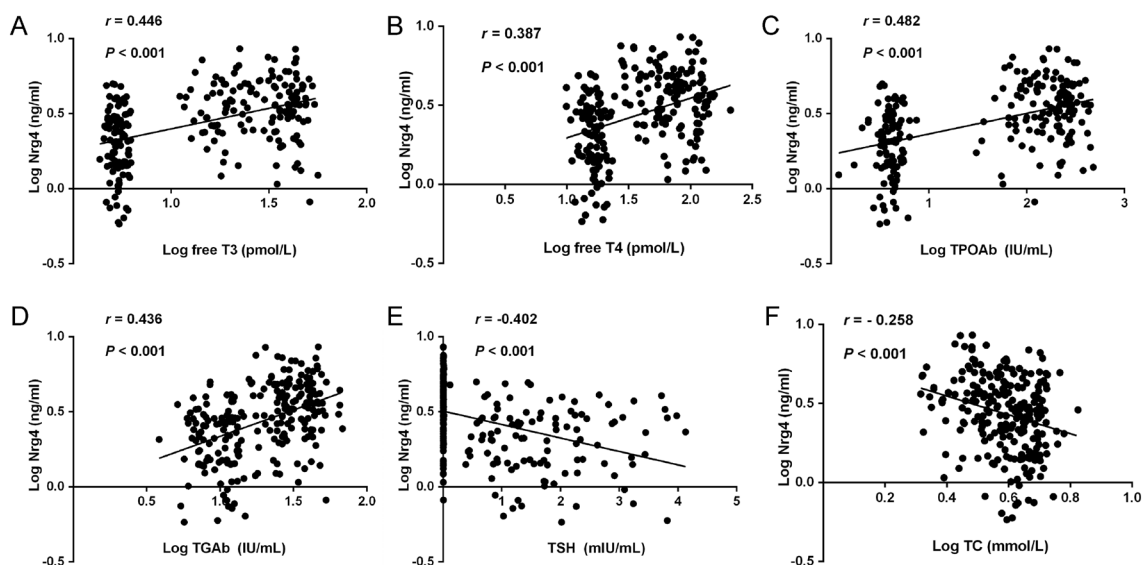 A
r = 0.446
P < 0.001
Log Nrg4 (ng/ml)
1.0
0.5
0.0
-0.5
1.0
1.5
2.0
Log free T3 (pmol/L)
B
r = 0.387
P < 0.001
Log Nrg4 (ng/ml)
1.0
0.5
0.0
-0.5
0.5
1.0
1.5
2.0
2.5
Log free T4 (pmol/L)
C
r = 0.482
P < 0.001
Log Nrg4 (ng/ml)
1.0
0.5
0.0
-0.5
1
2
3
Log TPOAb (IU/mL)
D
r = 0.436
P < 0.001
Log Nrg4 (ng/ml)
1.0
0.5
0.0
-0.5
0.5
1.0
1.5
2.0
Log TGAb (IU/mL)
E
r = -0.402
P < 0.001
Log Nrg4 (ng/ml)
1.0
0.5
0.0
-0.5
1
2
3
4
5
TSH (mIU/mL)
F
r = - 0.258
P < 0.001
Log Nrg4 (ng/ml)
1.0
0.5
0.0
-0.5
0.2
0.4
0.6
0.8
1.0
Log TC (mmol/L)